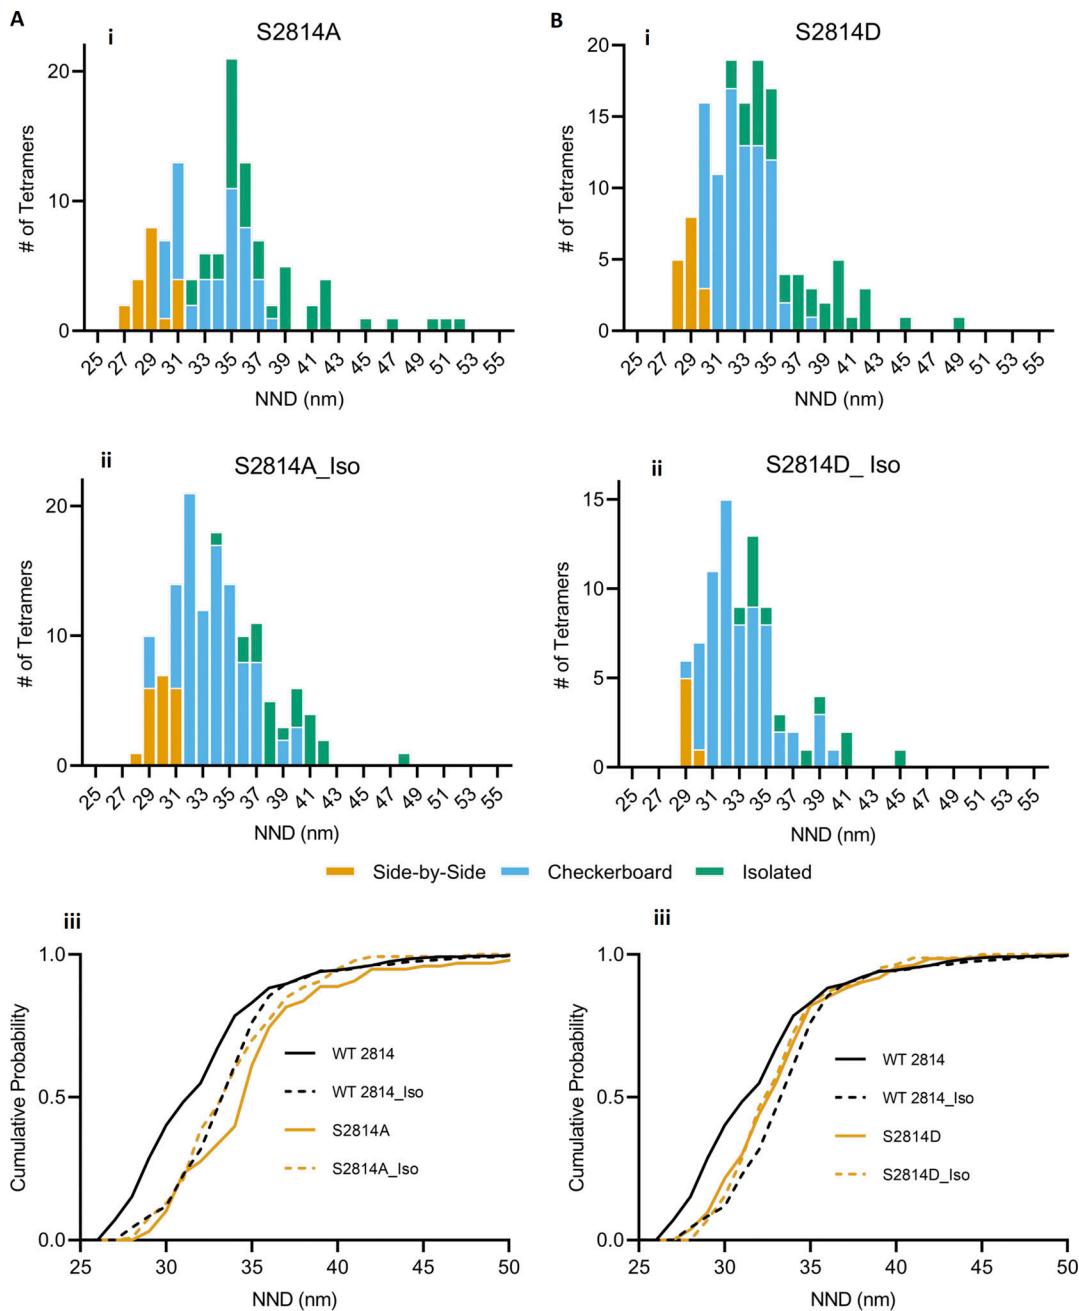 A
B
i
S2814A
i
S2814D
# of Tetramers
20
10
0
25 27 29 31 33 35 37 39 41 43 45 47 49 51 53 55
NND (nm)
# of Tetramers
20
15
10
5
0
25 27 29 31 33 35 37 39 41 43 45 47 49 51 53 55
NND (nm)
ii
S2814A_Iso
ii
S2814D_ Iso
# of Tetramers
20
10
0
25 27 29 31 33 35 37 39 41 43 45 47 49 51 53 55
NND (nm)
# of Tetramers
15
10
5
0
25 27 29 31 33 35 37 39 41 43 45 47 49 51 53 55
NND (nm)
Side-by-Side Checkerboard Isolated
iii
iii
Cumulative Probability
1.0
0.5
0.0
WT 2814
WT 2814_Iso
S2814A
S2814A_Iso
25 30 35 40 45 50
NND (nm)
Cumulative Probability
1.0
0.5
0.0
WT 2814
WT 2814_Iso
S2814D
S2814D_Iso
25 30 35 40 45 50
NND (nm)